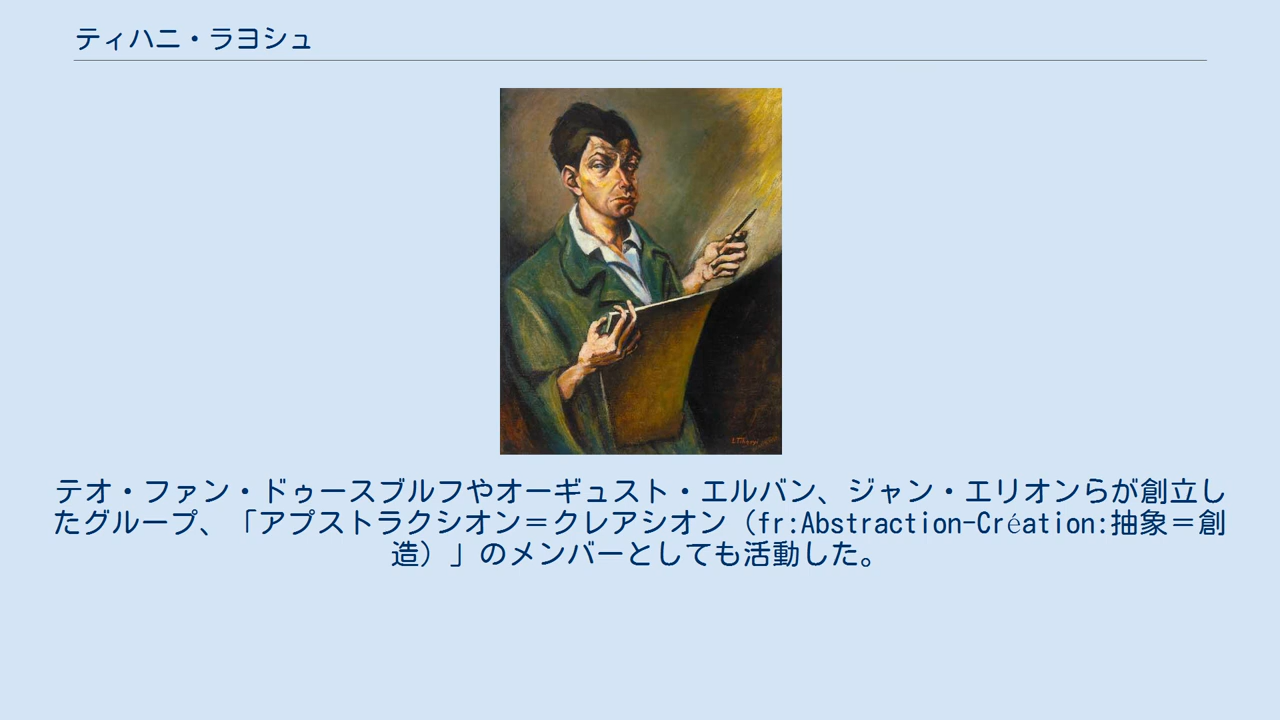 ティハニ・ラヨシュ
テオ・ファン・ドゥースブルフやオーギュスト・エルバン、ジャン・エリオンらが創立し
たグループ、「アプストラクシオン＝クレアシオン（fr:Abstraction-Création:抽象＝創
造）」のメンバーとしても活動した。